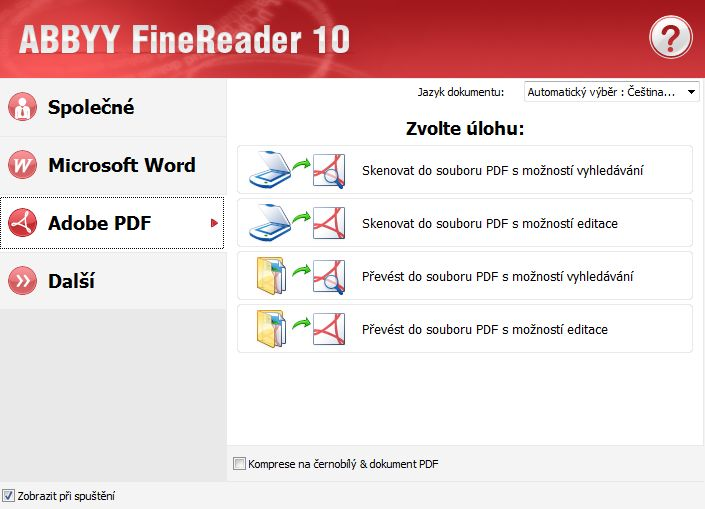 ABBYY FineReader 10
?
Společné
Microsoft Word
Adobe PDF
Další
Jazyk dokumentu: Automatický výběr : Čeština...
Zvolte úlohu:
Skenovat do souboru PDF s možností vyhledávání
Skenovat do souboru PDF s možností editace
Převést do souboru PDF s možností vyhledávání
Převést do souboru PDF s možností editace
Komprese na černobílý & dokument PDF
Zobrazit při spuštění